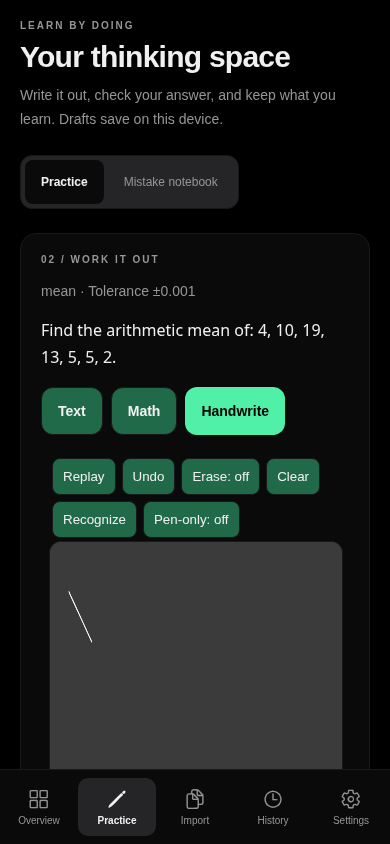 LEARN BY DOING
Your thinking space
Write it out, check your answer, and keep what you
learn. Drafts save on this device.
Practice Mistake notebook
02 / WORK IT OUT
mean · Tolerance ±0.001
Find the arithmetic mean of: 4, 10, 19,
13, 5, 5, 2.
Text Math Handwrite
Replay Undo Erase: off Clear
Recognize Pen-only: off
Overview Practice Import History Settings